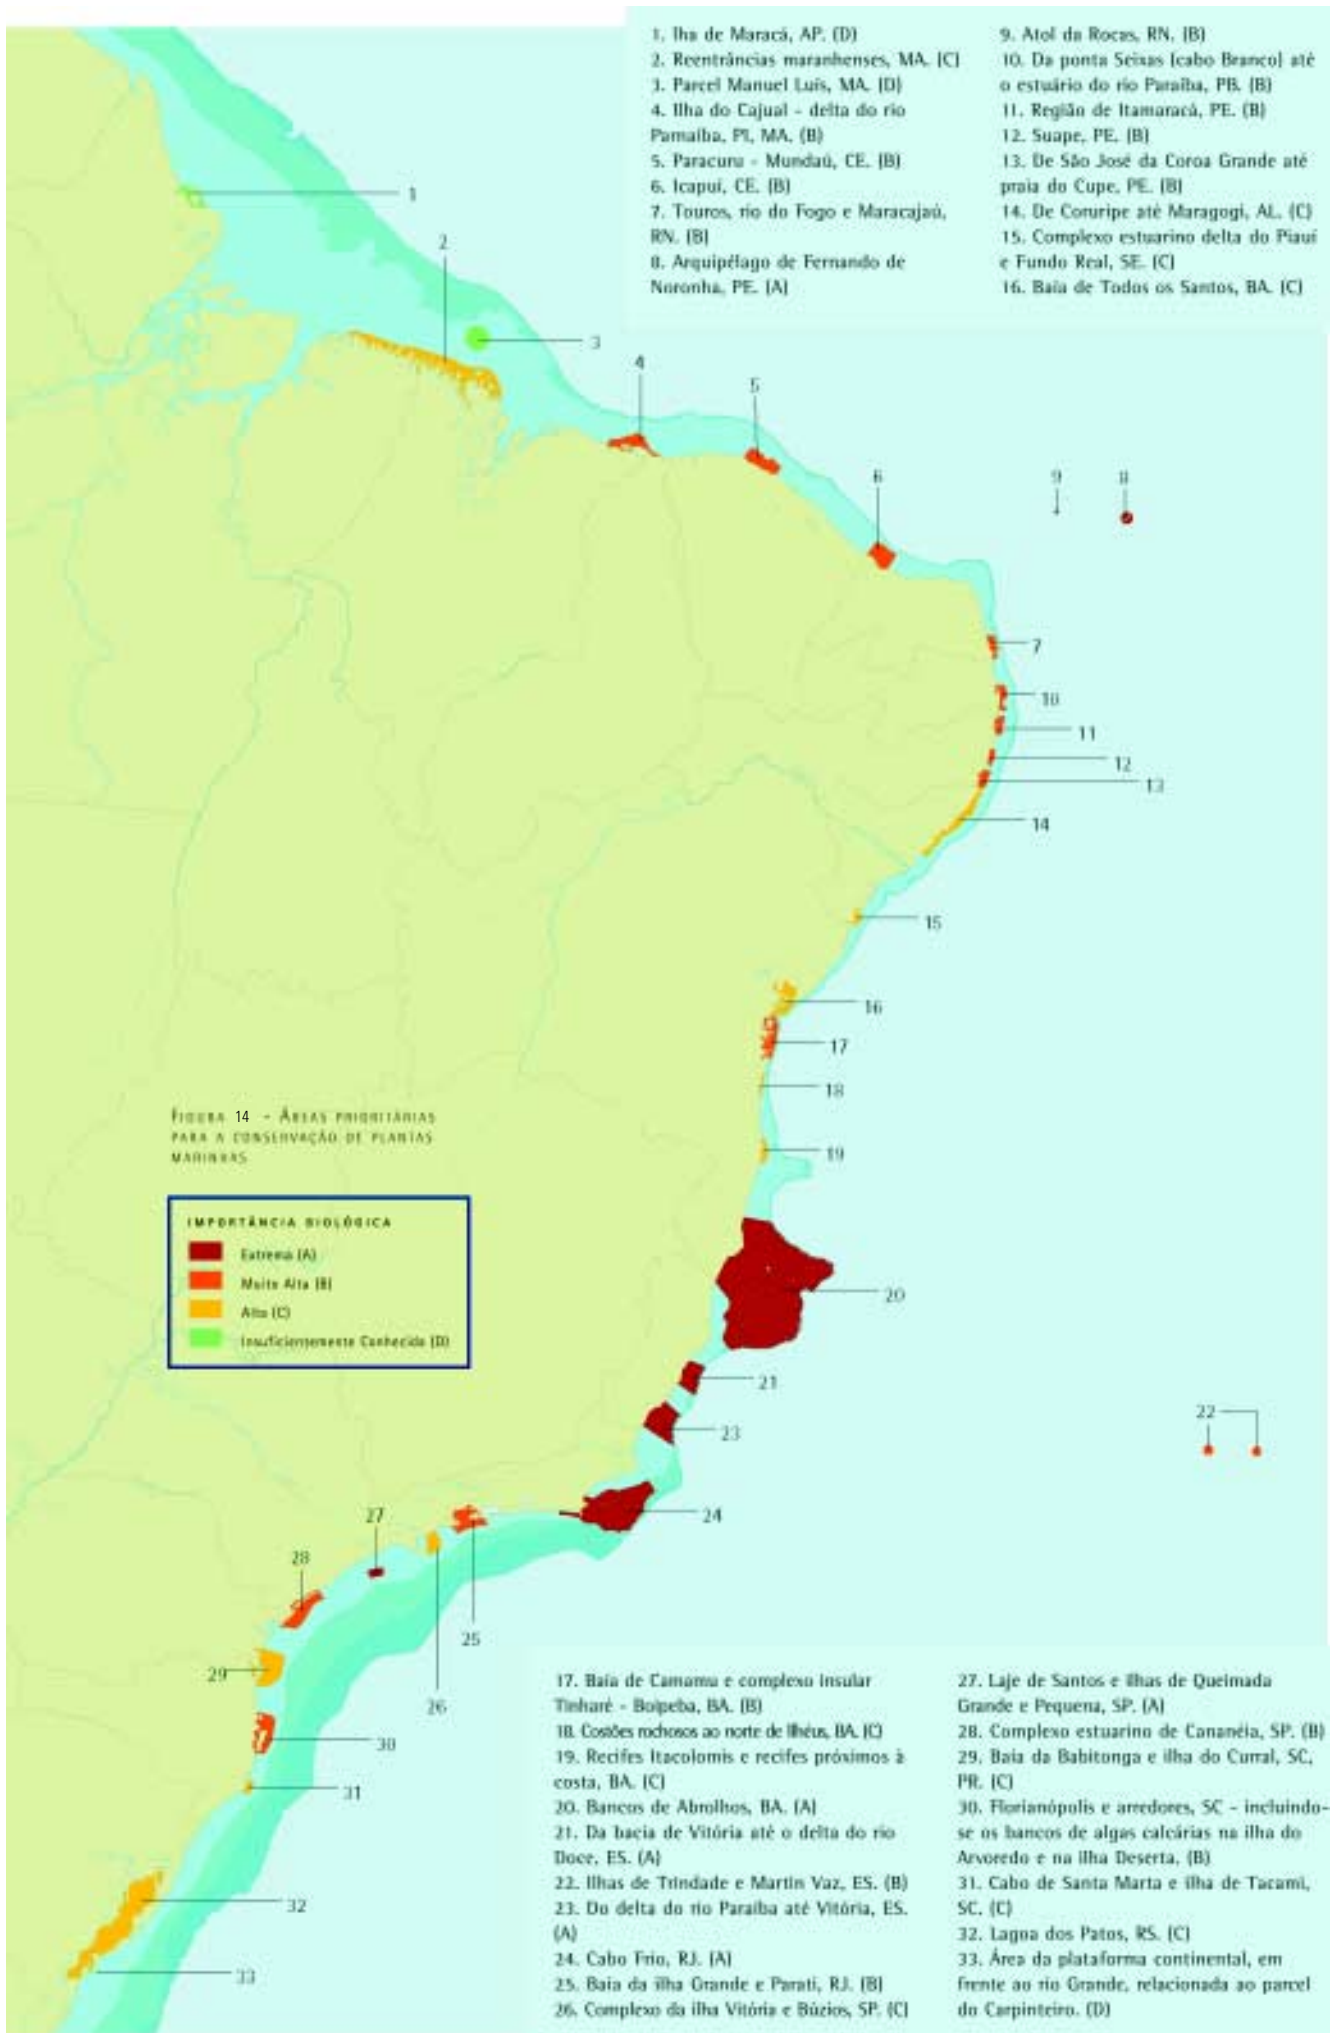 1. Ilha de Maracá, AP. (D)
2. Reentrâncias maranhenses, MA. (C)
3. Parcel Manuel Luís, MA. (D)
4. Ilha do Cajual - delta do rio
Parnaíba, PI, MA. (B)
5. Paracuru - Mundaú, CE. (B)
6. Icapuí, CE. (B)
7. Touros, rio do Fogo e Maracajaú,
RN. (B)
8. Arquipélago de Fernando de
Noronha, PE. (A)
9. Atol da Rocas, RN. (B)
10. Da ponta Seixas (cabo Branco) até
o estuário do rio Paraíba, PB. (B)
11. Região de Itamaracá, PE. (B)
12. Suape, PE. (B)
13. De São José da Coroa Grande até
praia do Cupe, PE. (B)
14. De Coruripe até Maragogi, AL. (C)
15. Complexo estuarino delta do Piauí
e Fundo Real, SE. (C)
16. Baía de Todos os Santos, BA. (C)
1
2
3
4
5
6
9
8
7
10
11
12
13
14
15
16
17
18
19
20
21
22
23
24
27
28
25
26
29
30
31
32
33
FIGURA 14 - ÁREAS PRIORITÁRIAS
PARA A CONSERVAÇÃO DE PLANTAS
MARINHAS
IMPORTÂNCIA BIOLÓGICA
Extrema (A)
Muito Alta (B)
Alta (C)
Insuficientemente Conhecida (D)
17. Baía de Camamu e complexo insular
Tinharé - Boipeba, BA. (B)
18. Costões rochosos ao norte de Ilhéus, BA. (C)
19. Recifes Itacolomis e recifes próximos à
costa, BA. (C)
20. Bancos de Abrolhos, BA. (A)
21. Da bacia de Vitória até o delta do rio
Doce, ES. (A)
22. Ilhas de Trindade e Martin Vaz, ES. (B)
23. Do delta do rio Paraíba até Vitória, ES.
(A)
24. Cabo Frio, RJ. (A)
25. Baía da ilha Grande e Parati, RJ. (B)
26. Complexo da ilha Vitória e Búzios, SP. (C)
27. Laje de Santos e ilhas de Queimada
Grande e Pequena, SP. (A)
28. Complexo estuarino de Cananéia, SP. (B)
29. Baía da Babitonga e ilha do Curral, SC,
PR. (C)
30. Florianópolis e arredores, SC - incluindo-
se os bancos de algas calcárias na ilha do
Arvoredo e na ilha Deserta. (B)
31. Cabo de Santa Marta e ilha de Tacami,
SC. (C)
32. Lagoa dos Patos, RS. (C)
33. Área da plataforma continental, em
frente ao rio Grande, relacionada ao parcel
do Carpinteiro. (D)